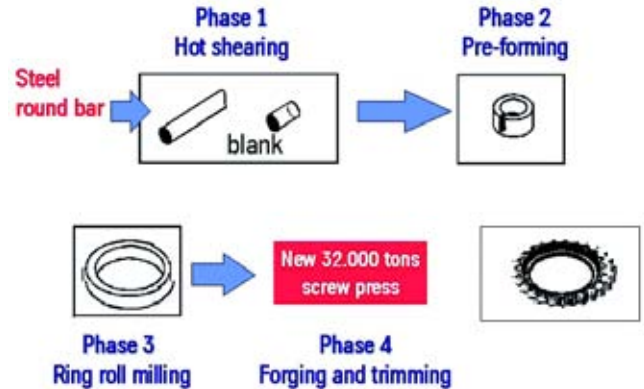 Phase 1
Hot shearing
Phase 2
Pre-forming
Steel
round bar
blank
New 32.000 tons
screw press
Phase 3
Ring roll milling
Phase 4
Forging and trimming